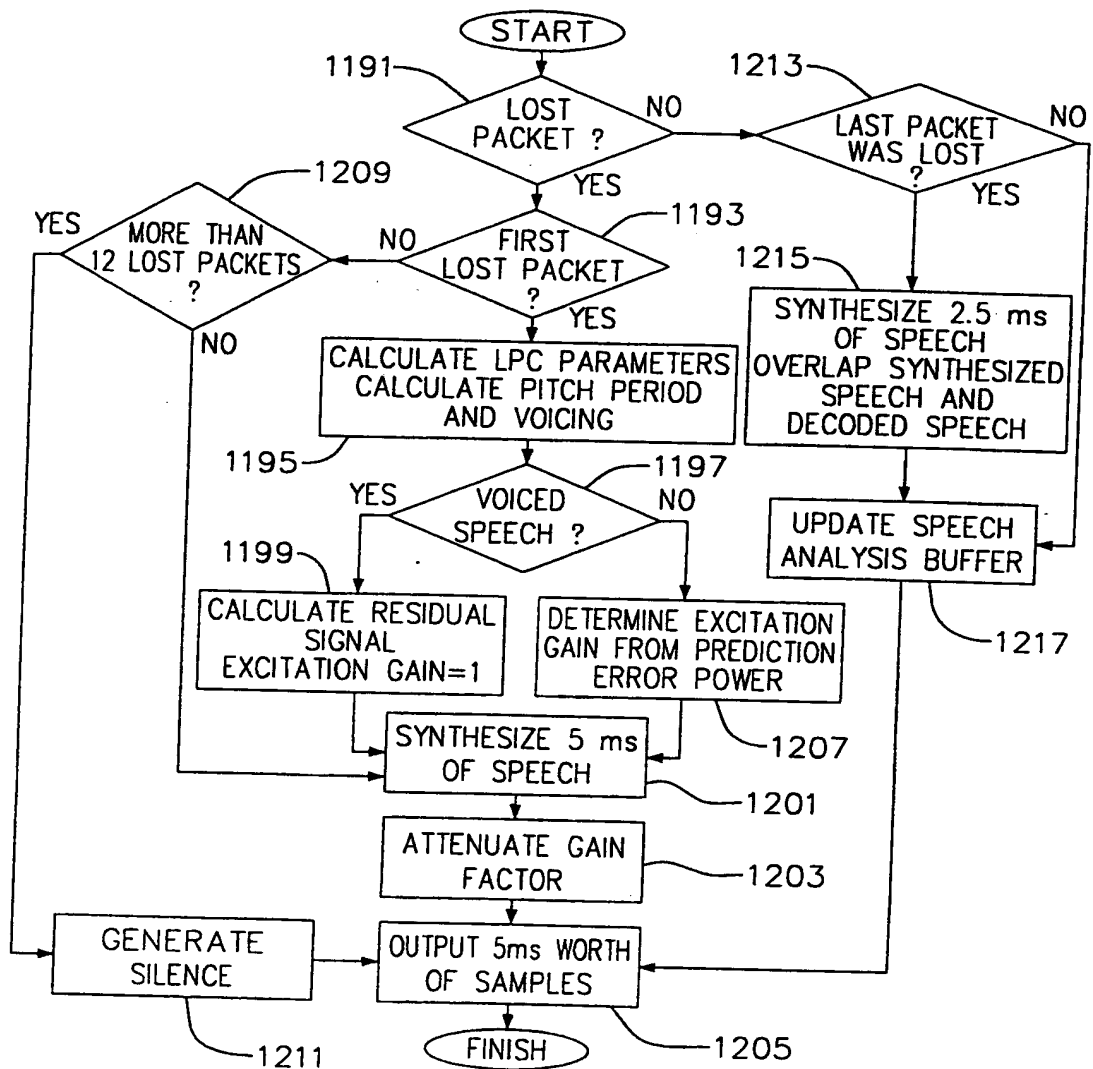 START
1191
LOST
PACKET ?
NO
YES
1213
LAST PACKET
WAS LOST
?
NO
YES
1209
MORE THAN
12 LOST PACKETS
?
YES
NO
1193
FIRST
LOST PACKET
?
NO
YES
1215
SYNTHESIZE 2.5 ms
OF SPEECH
OVERLAP SYNTHESIZED
SPEECH AND
DECODED SPEECH
CALCULATE LPC PARAMETERS
CALCULATE PITCH PERIOD
AND VOICING
1195
1197
VOICED
SPEECH ?
YES
NO
UPDATE SPEECH
ANALYSIS BUFFER
1217
1199
CALCULATE RESIDUAL
SIGNAL
EXCITATION GAIN=1
DETERMINE EXCITATION
GAIN FROM PREDICTION
ERROR POWER
1207
SYNTHESIZE 5 ms
OF SPEECH
1201
ATTENUATE GAIN
FACTOR
1203
GENERATE
SILENCE
1211
OUTPUT 5ms WORTH
OF SAMPLES
1205
FINISH